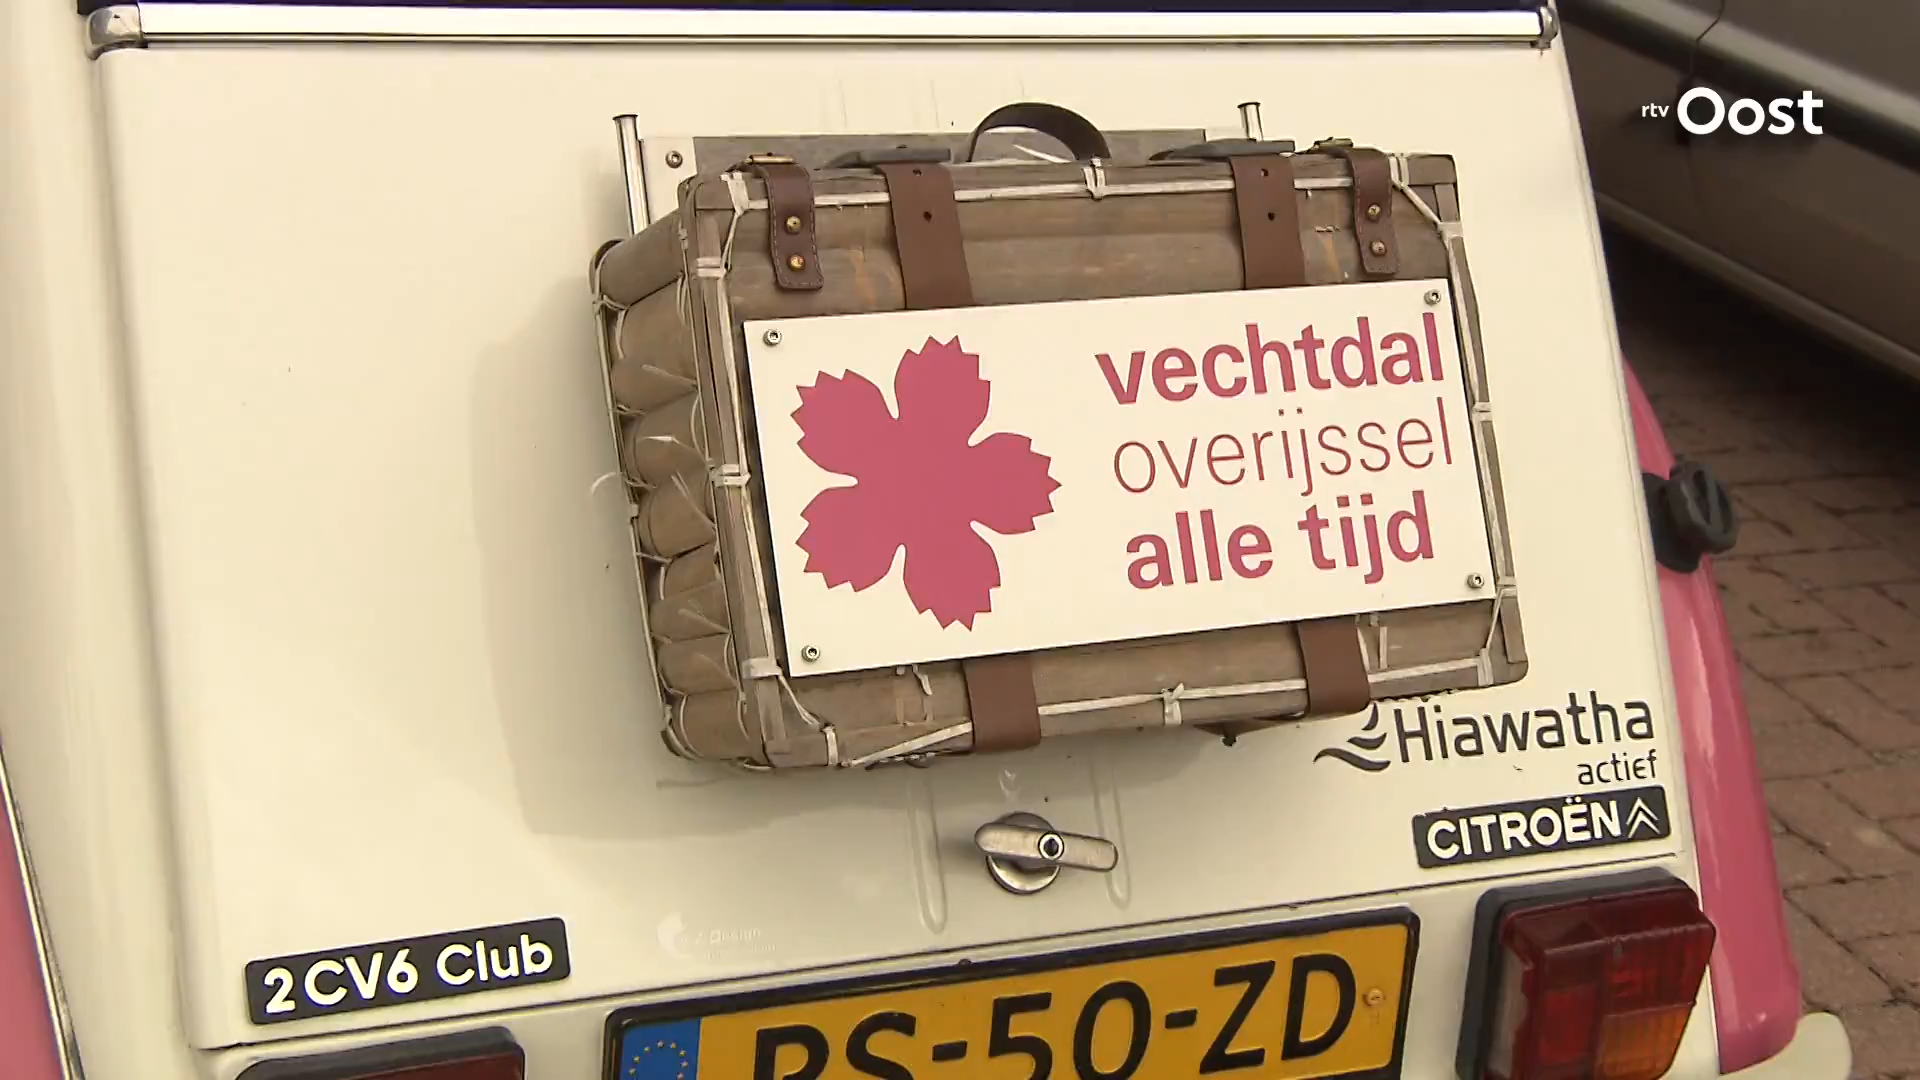 rtv Oost
vechtdal
overijssel
alle tijd
Hiawatha
actief
CITROËN
2CV6 Club
RS-50-ZD